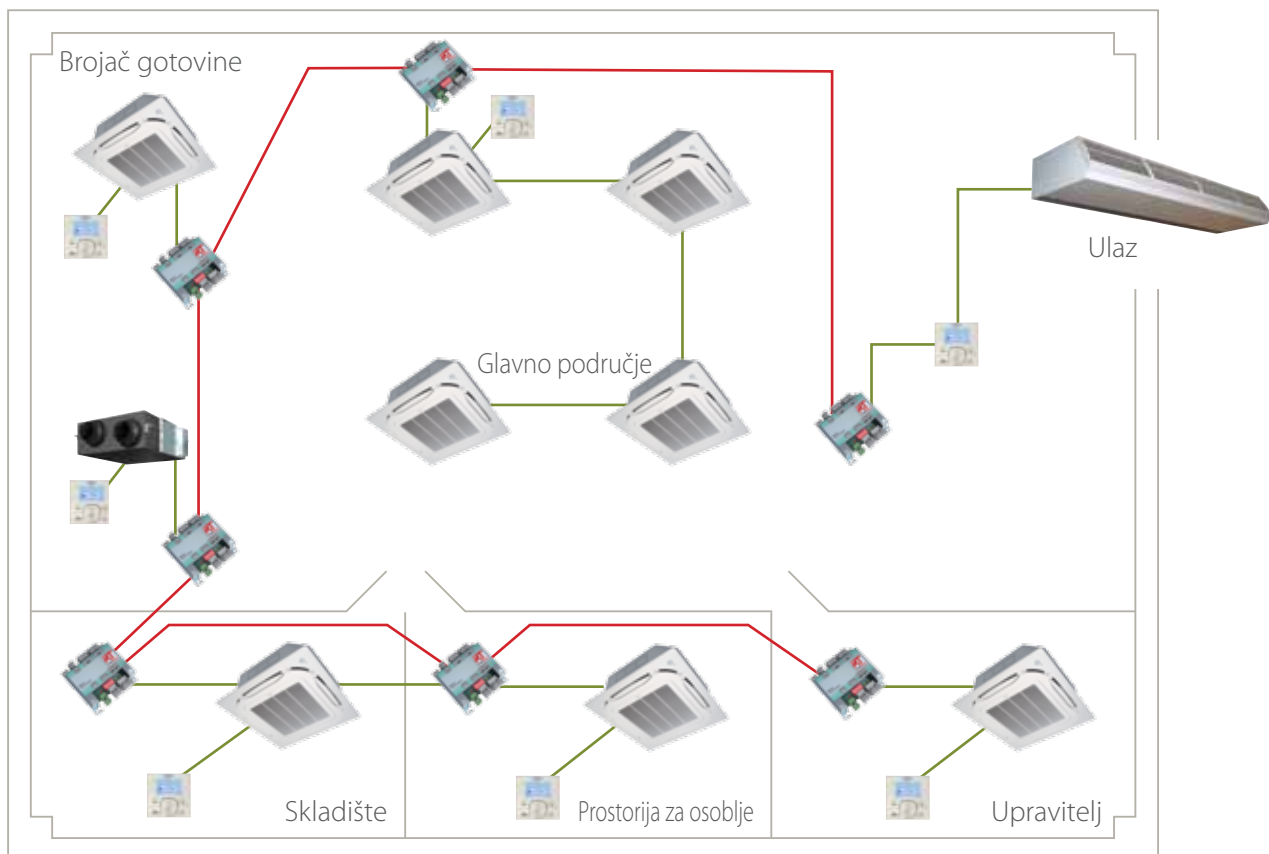 Brojač gotovine
Ulaz
Glavno područje
Skladište
Prostorija za osoblje
Upravitelj